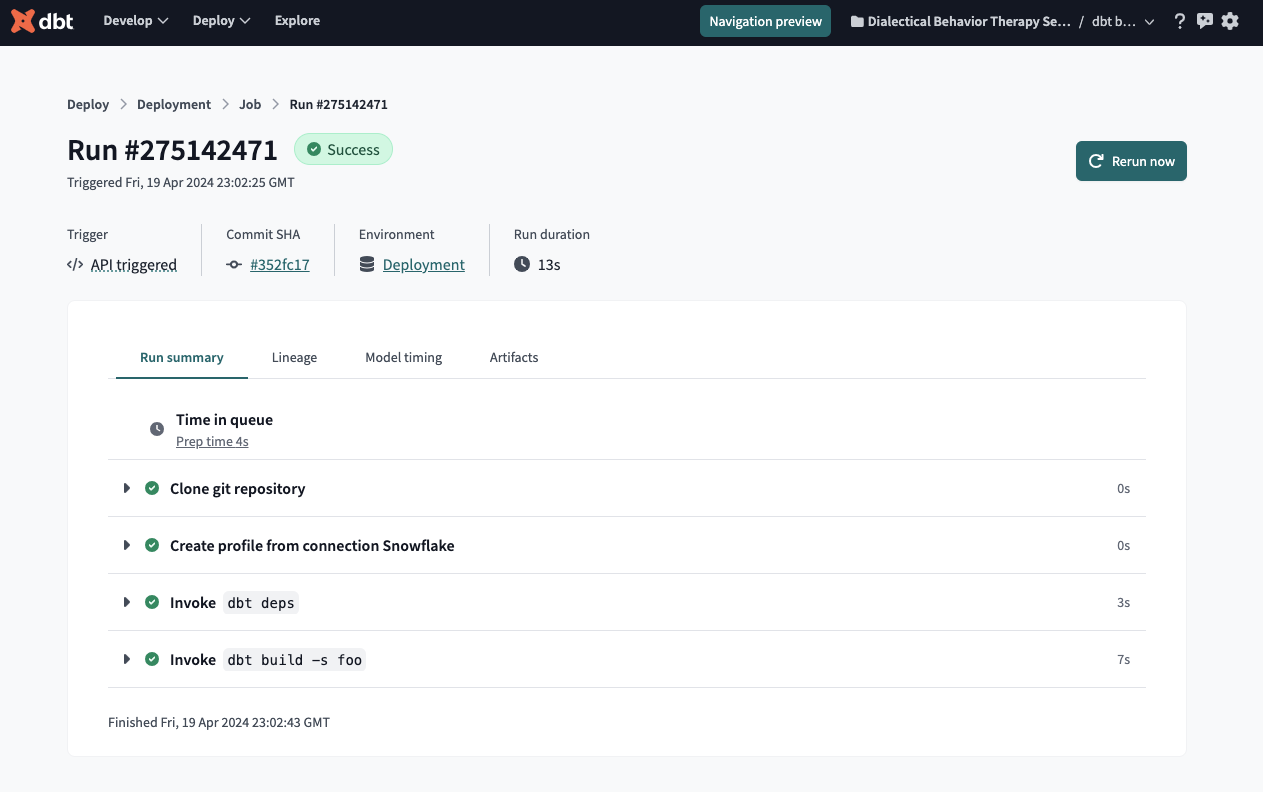 dbt Develop Deploy Explore Navigation preview Dialectical Behavior Therapy Se... / dbt b... ?
Deploy Deployment Job Run #275142471
Run #275142471 Success
Rerun now
Triggered Fri, 19 Apr 2024 23:02:25 GMT
Trigger Commit SHA Environment Run duration
</> API triggered #352fc17 Deployment 13s
Run summary Lineage Model timing Artifacts
Time in queue
Prep time 4s
Clone git repository 0s
Create profile from connection Snowflake 0s
Invoke dbt deps 3s
Invoke dbt build -s foo 7s
Finished Fri, 19 Apr 2024 23:02:43 GMT